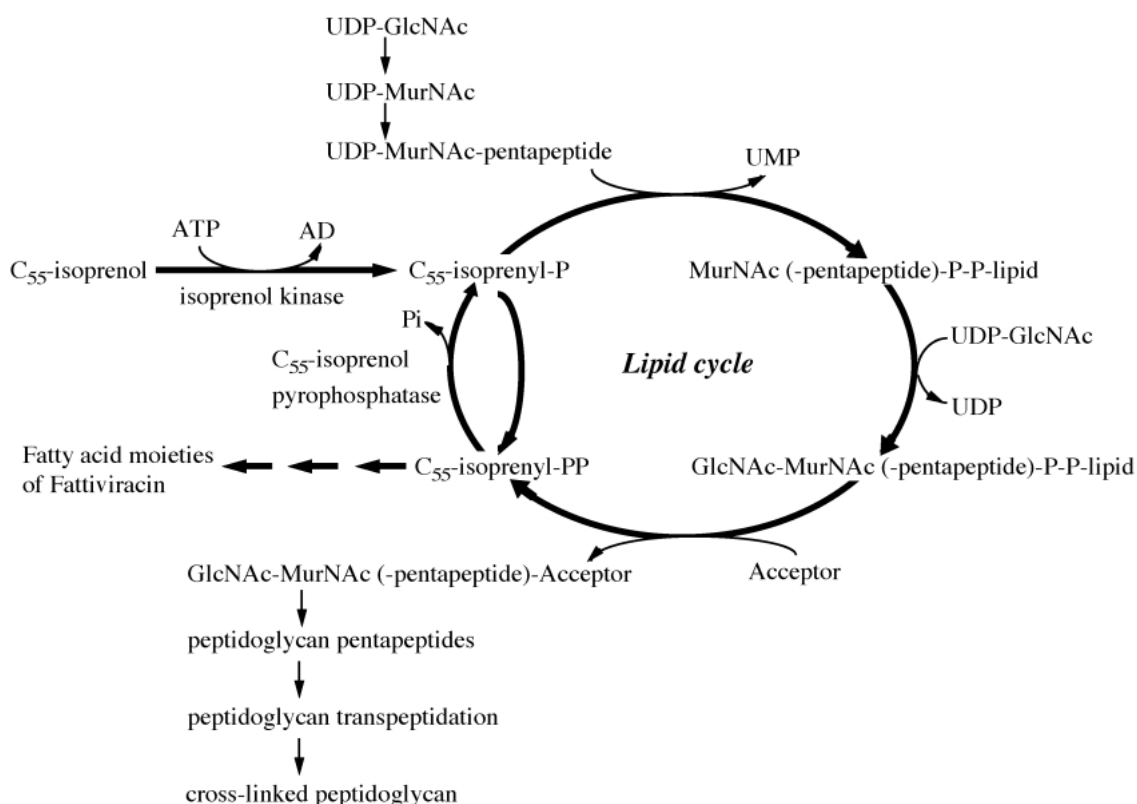 UDP-GlcNAc
UDP-MurNAc
UDP-MurNAc-pentapeptide
UMP
ATP
AD
C₅₅-isoprenol
C₅₅-isoprenyl-P
MurNAc (-pentapeptide)-P-P-lipid
isoprenol kinase
Pi
UDP-GlcNAc
C₅₅-isoprenol
pyrophosphatase
Lipid cycle
UDP
Fatty acid moieties
of Fattiviracin
C₅₅-isoprenyl-PP
GlcNAc-MurNAc (-pentapeptide)-P-P-lipid
GlcNAc-MurNAc (-pentapeptide)-Acceptor
Acceptor
peptidoglycan pentapeptides
peptidoglycan transpeptidation
cross-linked peptidoglycan